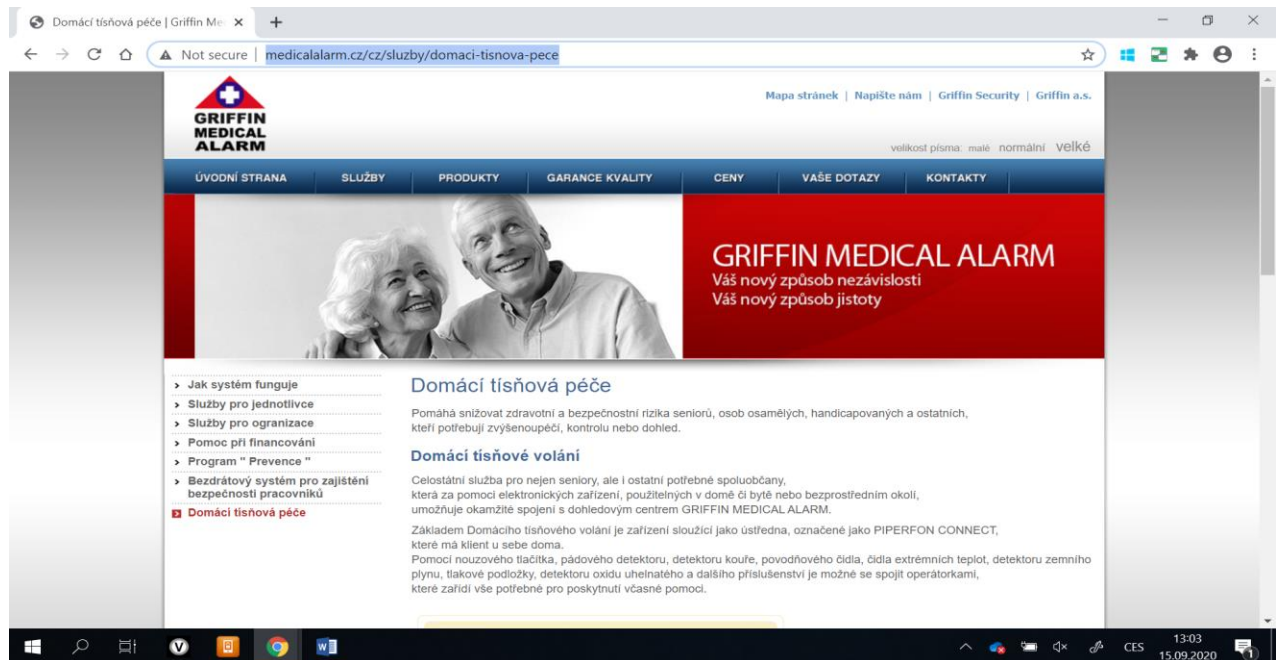 Domácí tísňová péče | Griffin Me
Not secure | medicalalarm.cz/cz/sluzby/domaci-tisnova-pece
GRIFFIN
MEDICAL
ALARM
Mapa stránek | Napište nám | Griffin Security | Griffin a.s.
velikost písma: malé normální velké
ÚVODNÍ STRANA SLUŽBY PRODUKTY GARANCE KVALITY CENY VAŠE DOTAZY KONTAKTY
GRIFFIN MEDICAL ALARM
Váš nový způsob nezávislosti
Váš nový způsob jistoty
Jak systém funguje
Služby pro jednotlivce
Služby pro ogranizace
Pomoc při financování
Program " Prevence "
Bezdrátový systém pro zajištění
bezpečnosti pracovníků
Domácí tísňová péče
Domácí tísňová péče
Pomáhá snižovat zdravotní a bezpečnostní rizika seniorů, osob osamělých, handicapovaných a ostatních,
kteří potřebují zvýšenoupéčí, kontrolu nebo dohled.
Domácí tísňové volání
Celostátní služba pro nejen seniory, ale i ostatní potřebné spoluobčany,
která za pomoci elektronických zařízení, použitelných v domě či bytě nebo bezprostředním okolí,
umožňuje okamžité spojení s dohledovým centrem GRIFFIN MEDICAL ALARM.
Základem Domácího tísňového volání je zařízení sloužící jako ústředna, označené jako PIPERFON CONNECT,
které má klient u sebe doma.
Pomocí nouzového tlačítka, pádového detektoru, detektoru kouře, povodňového čidla, čidla extrémních teplot, detektoru zemního
plynu, tlakové podložky, detektoru oxidu uhelnatého a dalšího příslušenství je možné se spojit operátorkami,
které zařídí vše potřebné pro poskytnutí včasné pomoci.
CES
13:03
15.09.2020